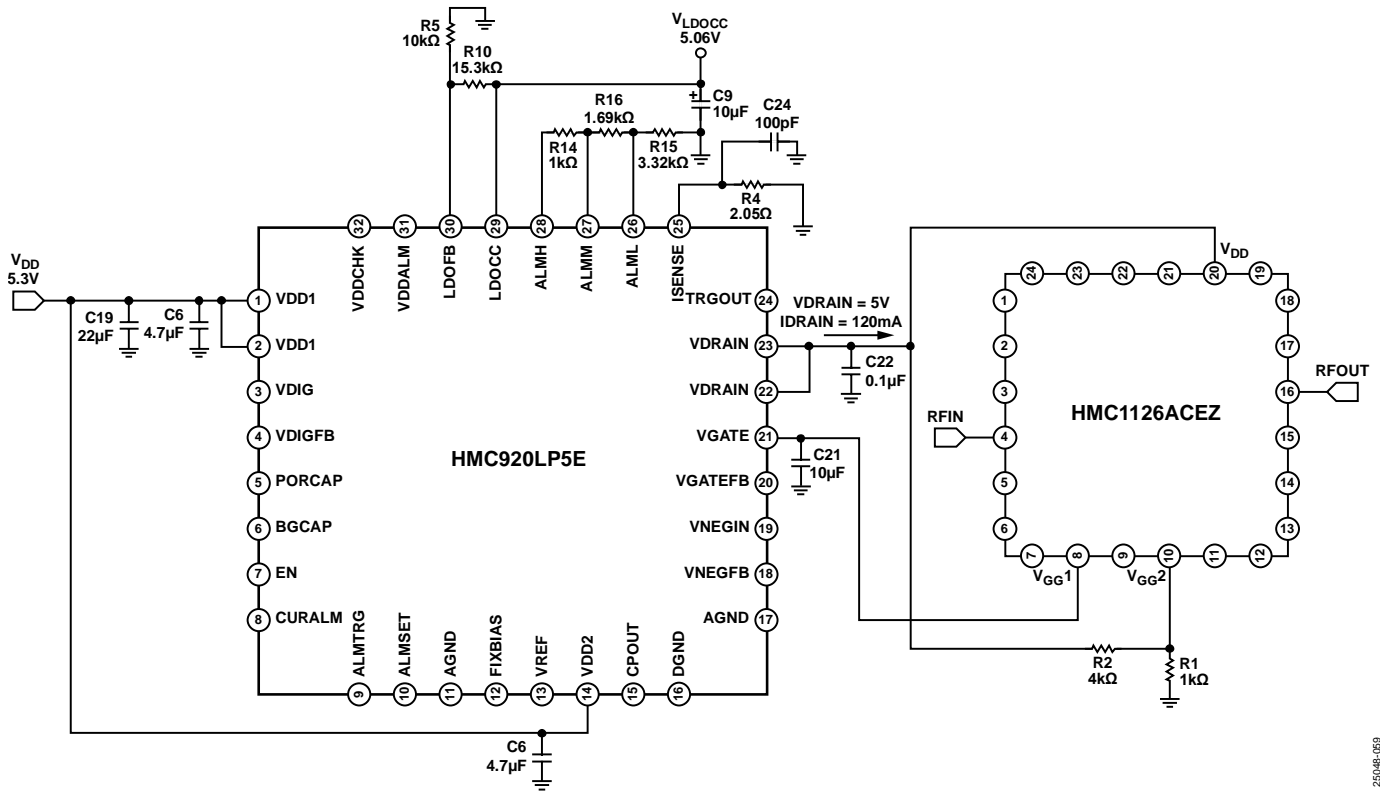 R5
10kΩ
R10
15.3kΩ
VLDOCC
5.06V
+
C9
10µF
R16
1.69kΩ
R14
1kΩ
R15
3.32kΩ
C24
100pF
R4
2.05Ω
32
31
30
29
28
27
26
25
VDDCHK
VDDALM
LDOFB
LDOCC
ALMH
ALMM
ALML
ISENSE
VDD
5.3V
C19
22µF
C6
4.7µF
1 VDD1
2 VDD1
3 VDIG
4 VDIGFB
5 PORCAP
6 BGCAP
7 EN
8 CURALM
HMC920LP5E
TRGOUT 24
VDRAIN 23
VDRAIN 22
VGATE 21
VGATEFB 20
VNEGIN 19
VNEGFB 18
AGND 17
ALMTRG
ALMSET
AGND
FIXBIAS
VREF
VDD2
CPOUT
DGND
9
10
11
12
13
14
15
16
C6
4.7µF
VDRAIN = 5V
IDRAIN = 120mA
C22
0.1µF
C21
10µF
VDD
24
23
22
21
20
19
1
2
3
4
5
6
18
17
16
15
14
13
RFIN
HMC1126ACEZ
RFOUT
7
8
9
10
11
12
VGG1
VGG2
R2
4kΩ
R1
1kΩ
25048-059